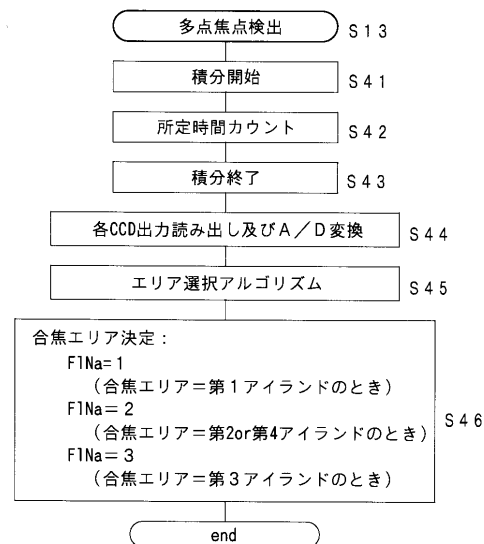 多点焦点検出 S13
積分開始 S41
所定時間カウント S42
積分終了 S43
各CCD出力読み出し及びA／D変換 S44
エリア選択アルゴリズム S45
合焦エリア決定：
FlNa=1
（合焦エリア＝第1アイランドのとき）
FlNa=2
（合焦エリア＝第2or第4アイランドのとき） S46
FlNa=3
（合焦エリア＝第3アイランドのとき）
end